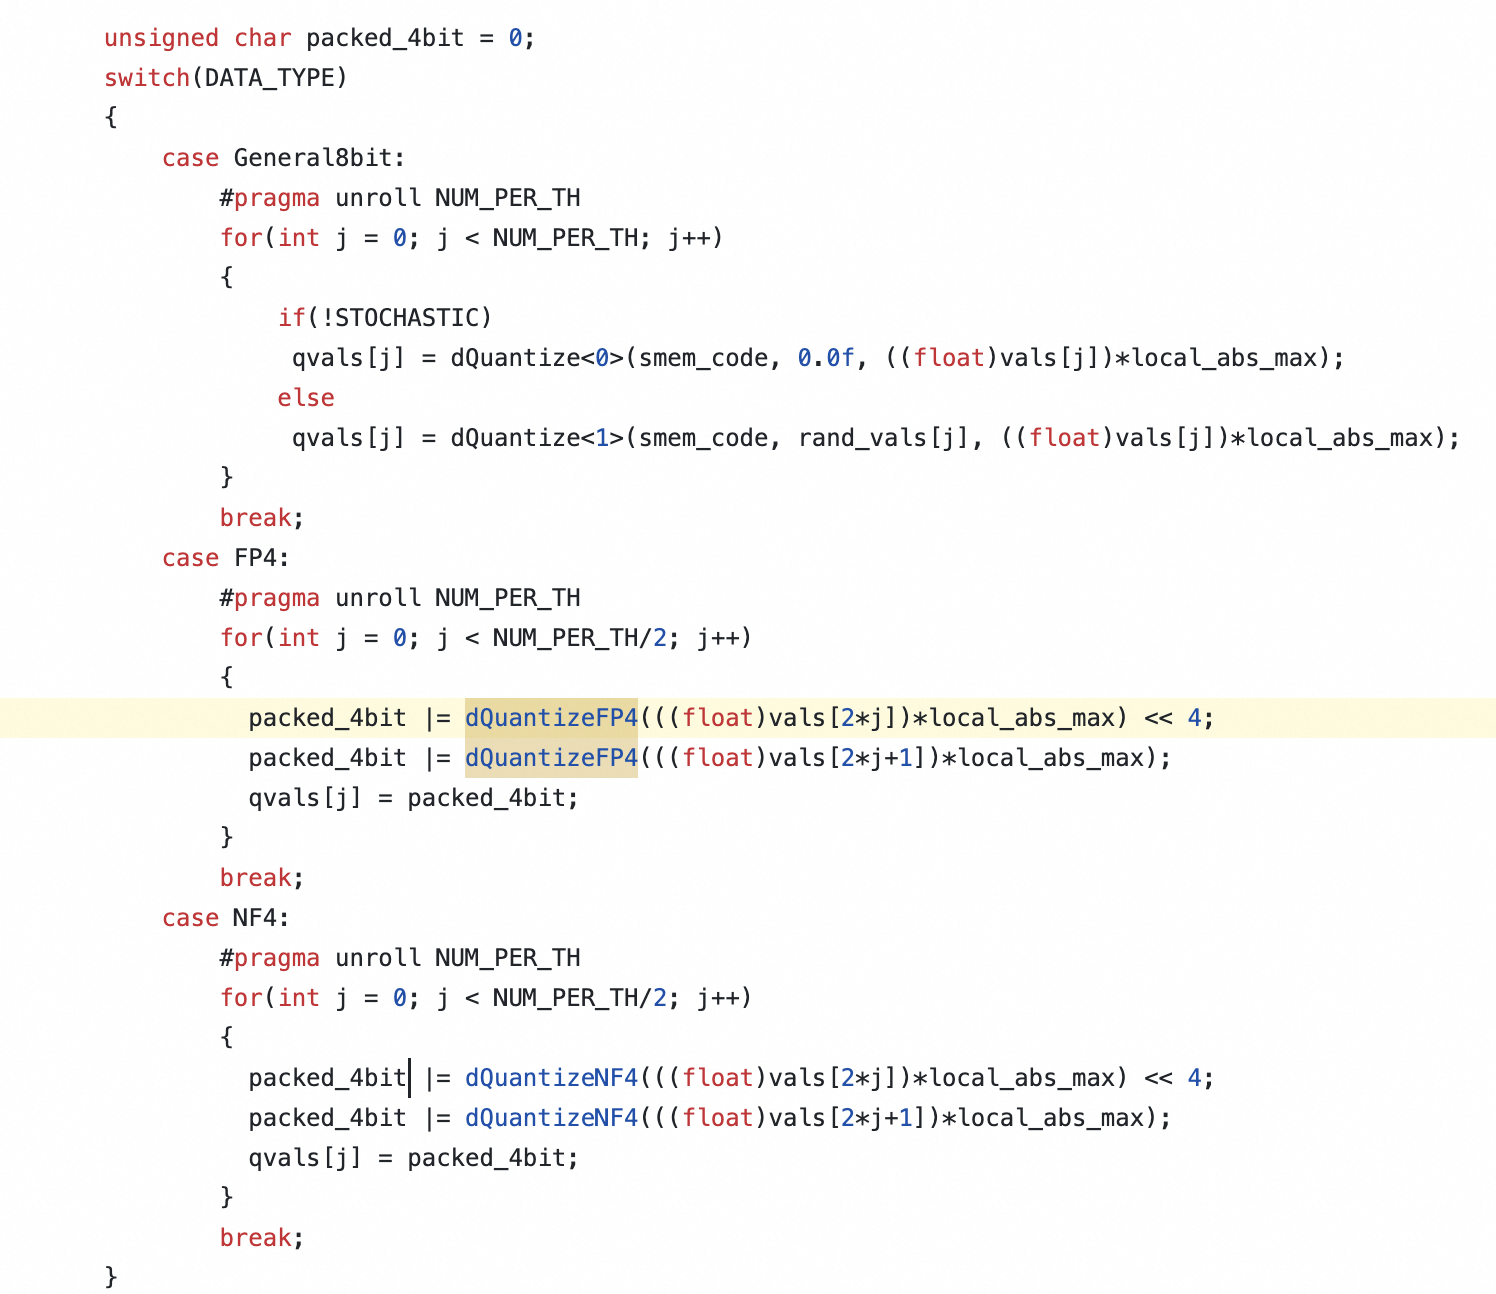 unsigned char packed_4bit = 0;
switch(DATA_TYPE)
{
    case General8bit:
        #pragma unroll NUM_PER_TH
        for(int j = 0; j < NUM_PER_TH; j++)
        {
            if(!STOCHASTIC)
             qvals[j] = dQuantize<0>(smem_code, 0.0f, ((float)vals[j])*local_abs_max);
            else
             qvals[j] = dQuantize<1>(smem_code, rand_vals[j], ((float)vals[j])*local_abs_max);
        }
        break;
    case FP4:
        #pragma unroll NUM_PER_TH
        for(int j = 0; j < NUM_PER_TH/2; j++)
        {
          packed_4bit |= dQuantizeFP4(((float)vals[2*j])*local_abs_max) << 4;
          packed_4bit |= dQuantizeFP4(((float)vals[2*j+1])*local_abs_max);
          qvals[j] = packed_4bit;
        }
        break;
    case NF4:
        #pragma unroll NUM_PER_TH
        for(int j = 0; j < NUM_PER_TH/2; j++)
        {
          packed_4bit |= dQuantizeNF4(((float)vals[2*j])*local_abs_max) << 4;
          packed_4bit |= dQuantizeNF4(((float)vals[2*j+1])*local_abs_max);
          qvals[j] = packed_4bit;
        }
        break;
}